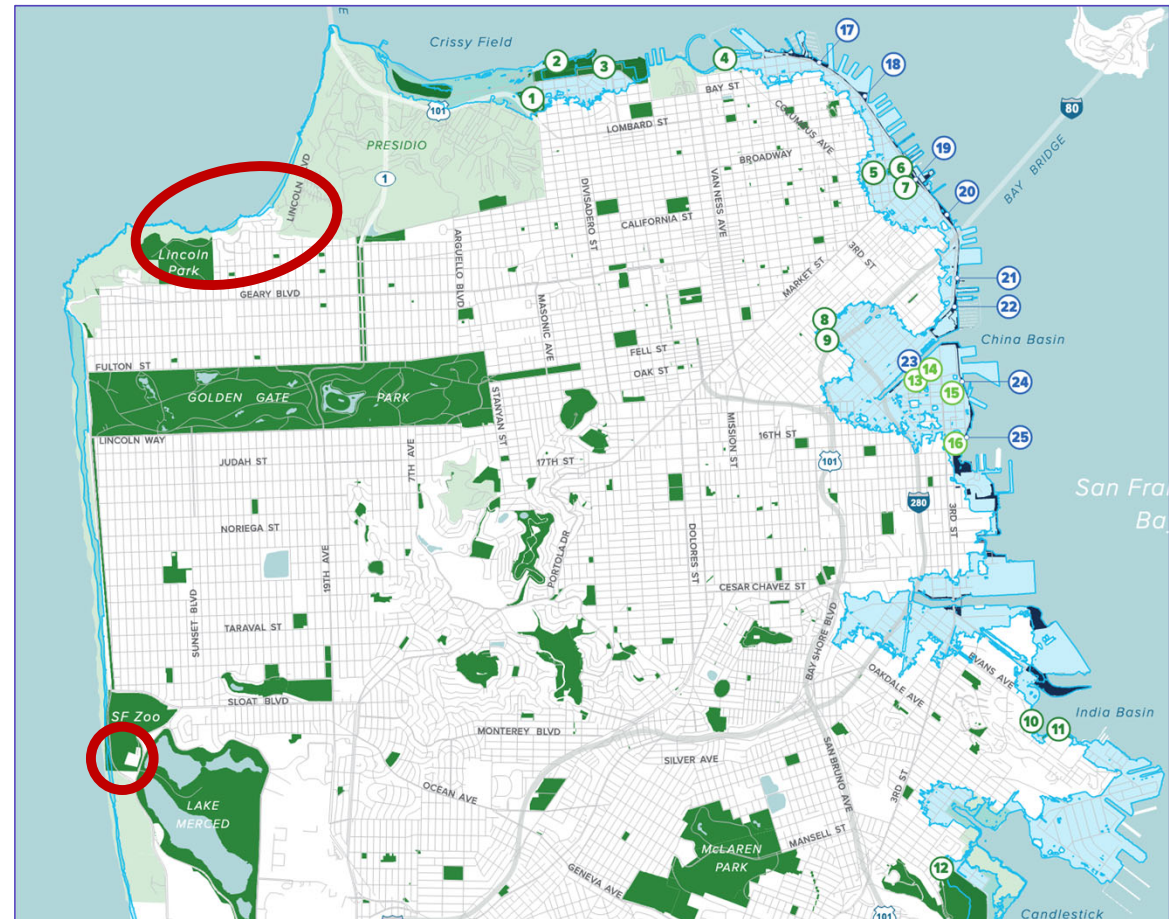 E
Crissy Field
17
18
2
3
4
1
101
BAY ST
LOMBARD ST
COLUMBUS AVE
80
PRESIDIO
BROADWAY
BAY BRIDGE
1
LINCOLN BLVD
DIVISADERO ST
VAN NESS AVE
5
6
7
19
20
Lincoln
Park
ARGUELLO BLVD
CALIFORNIA ST
3RD ST
MARKET ST
GEARY BLVD
MASONIC AVE
21
22
8
9
China Basin
FULTON ST
FELL ST
OAK ST
23
14
13
15
24
GOLDEN GATE
PARK
STANYAN ST
MISSION ST
LINCOLN WAY
16TH ST
16
25
JUDAH ST
7TH AVE
17TH ST
101
San Fra
Ba
280
3RD ST
NORIEGA ST
19TH AVE
PORTOLA DR
DOLORES ST
CESAR CHAVEZ ST
SUNSET BLVD
TARAVAL ST
BAY SHORE BLVD
EVANS AVE
OAKDALE AVE
SLOAT BLVD
SF Zoo
India Basin
10
11
MONTEREY BLVD
SILVER AVE
SAN BRUNO AVE
3RD ST
OCEAN AVE
LAKE
MERCED
MANSELL ST
McLAREN
PARK
GENEVA AVE
12
101
Candlestick